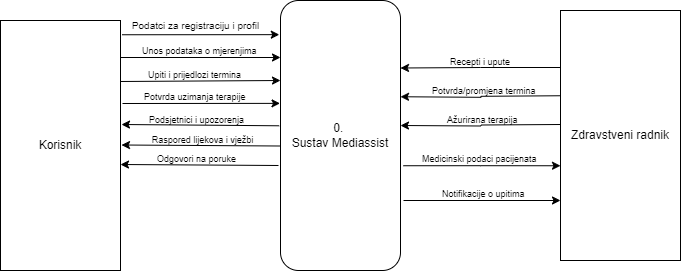 Podatci za registraciju i profil
Unos podataka o mjerenjima
Upiti i prijedlozi termina
Potvrda uzimanja terapije
Podsjetnici i upozorenja
Raspored lijekova i vježbi
Odgovori na poruke
Korisnik
0.
Sustav Mediassist
Recepti i upute
Potvrda/promjena termina
Ažurirana terapija
Medicinski podaci pacijenata
Notifikacije o upitima
Zdravstveni radnik